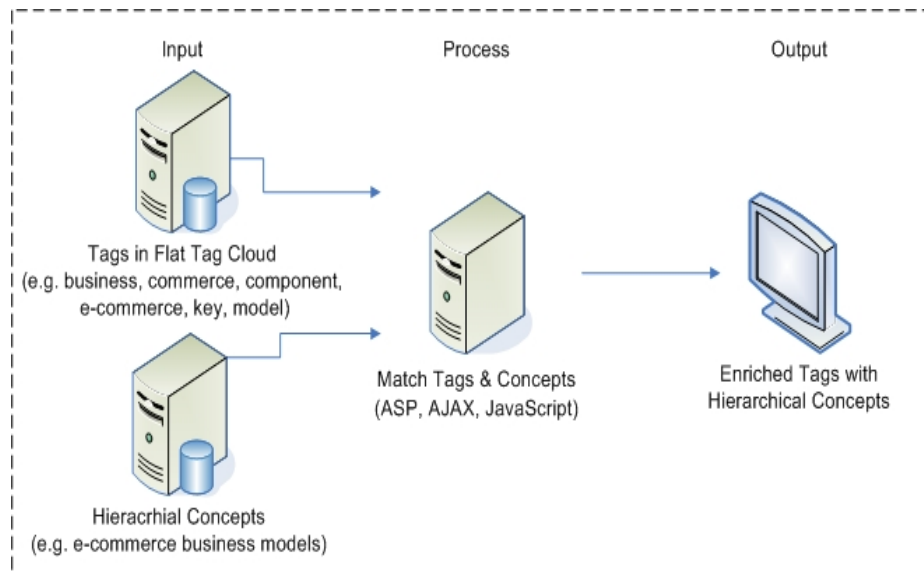 Input
Process
Output
Tags in Flat Tag Cloud
(e.g. business, commerce, component,
e-commerce, key, model)
Match Tags & Concepts
(ASP, AJAX, JavaScript)
Enriched Tags with
Hierarchical Concepts
Hieracrhial Concepts
(e.g. e-commerce business models)